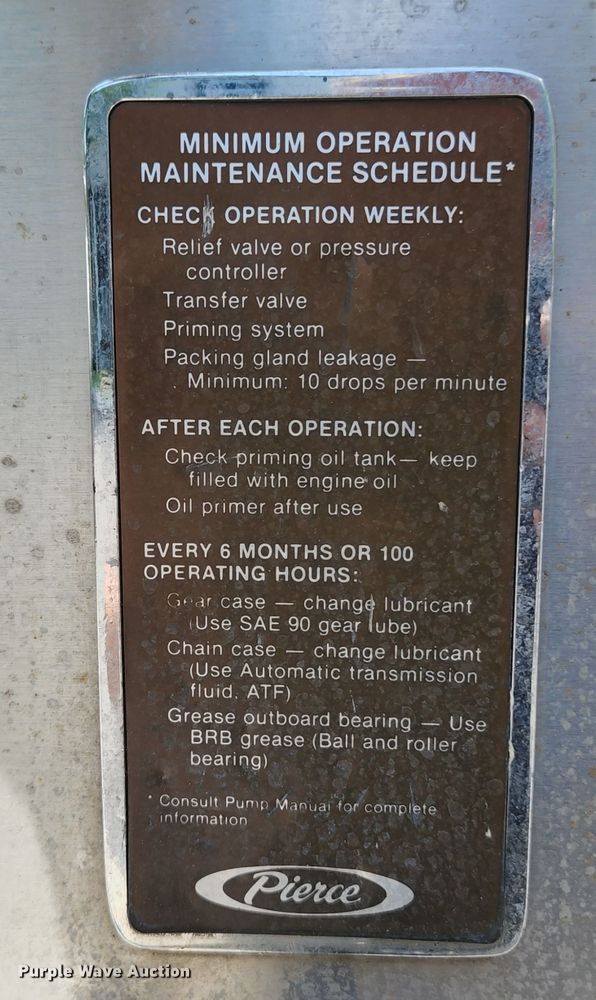 MINIMUM OPERATION
MAINTENANCE SCHEDULE*
CHECK OPERATION WEEKLY:
Relief valve or pressure
controller
Transfer valve
Priming system
Packing gland leakage —
Minimum: 10 drops per minute
AFTER EACH OPERATION:
Check priming oil tank— keep
filled with engine oil
Oil primer after use
EVERY 6 MONTHS OR 100
OPERATING HOURS:
Gear case — change lubricant
(Use SAE 90 gear lube)
Chain case — change lubricant
(Use Automatic transmission
fluid, ATF)
Grease outboard bearing — Use
BRB grease (Ball and roller
bearing)
* Consult Pump Manual for complete
information
Pierce
Purple Wave Auction